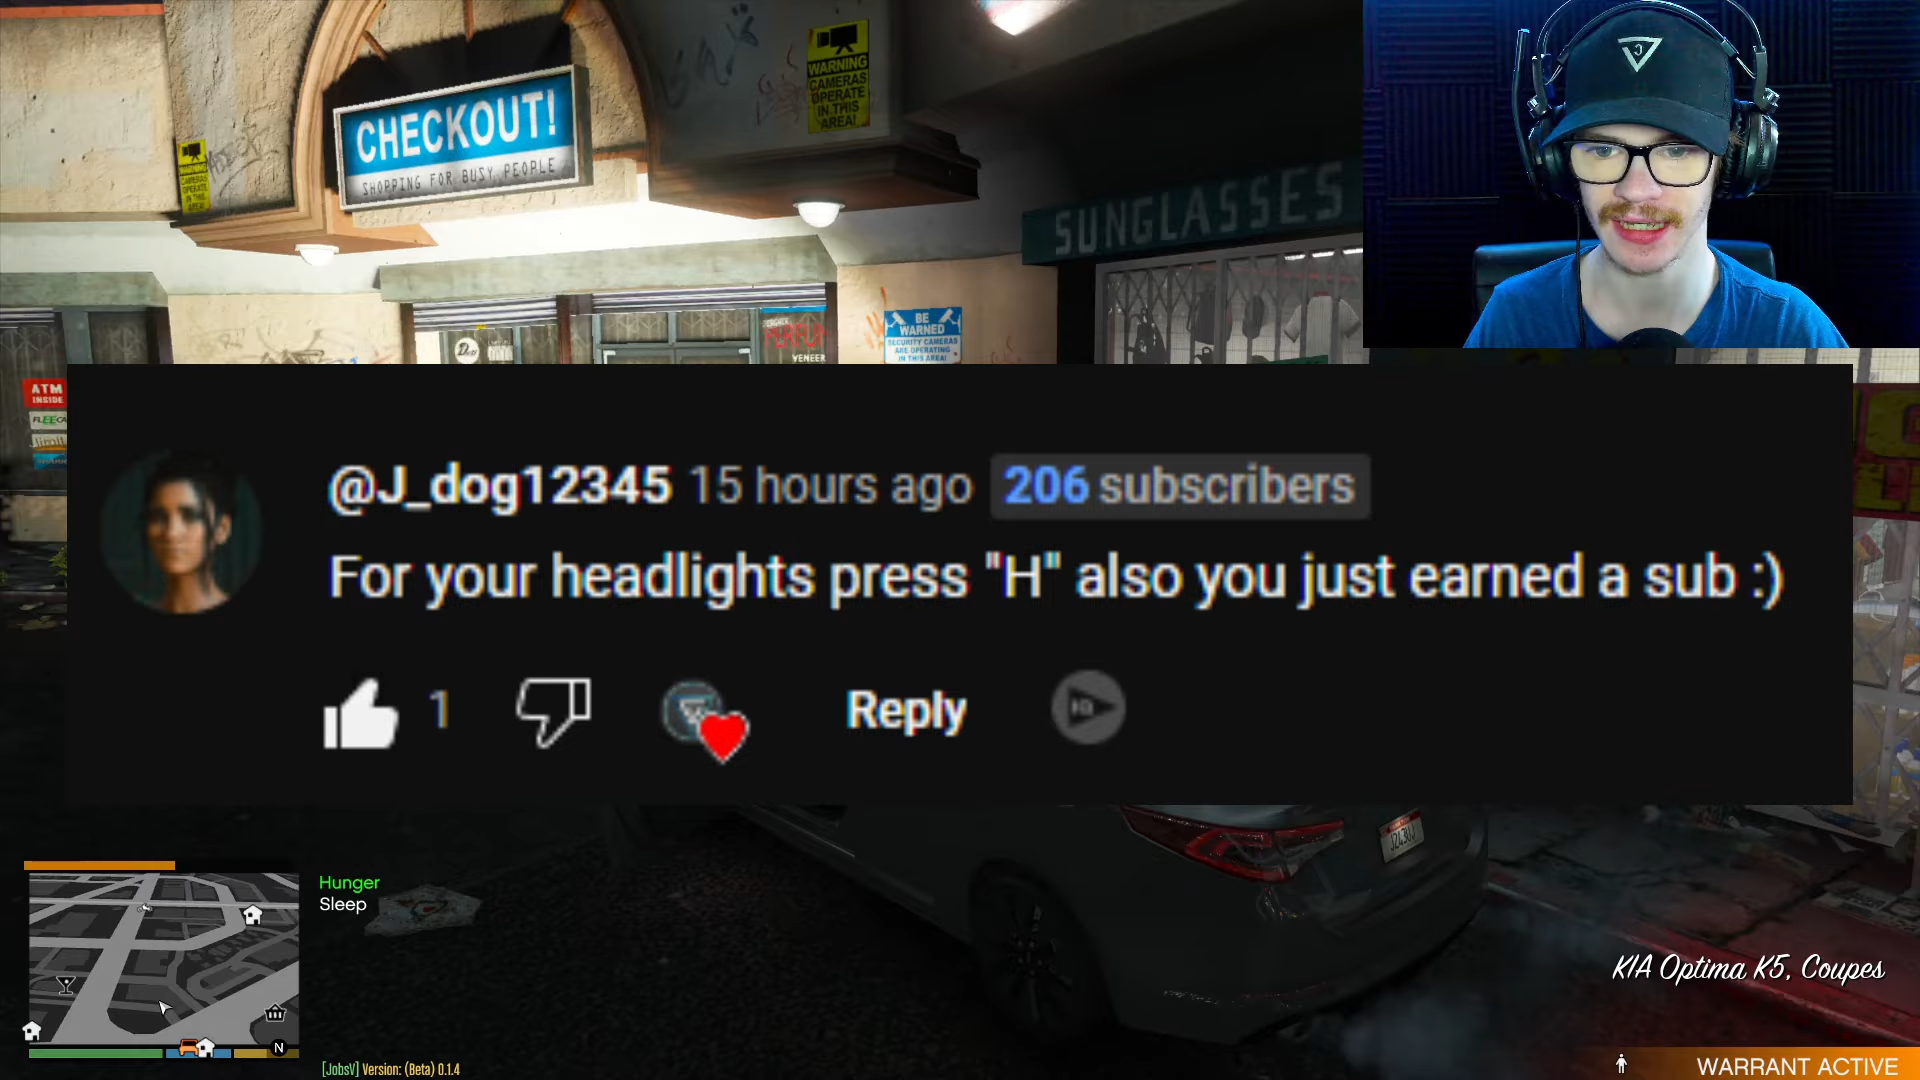 WARNING
CAMERAS
OPERATE
IN THIS
AREA!
CHECKOUT!
SHOPPING FOR BUSY PEOPLE
SUNGLASSES
BE
WARNED
SECURITY CAMERAS
ARE OPERATING
IN THIS AREA!
ATM
INSIDE
@J_dog12345 15 hours ago 206 subscribers
For your headlights press "H" also you just earned a sub :)
1 Reply
Hunger
Sleep
KIA Optima K5, Coupes
N
[JobsV] Version: (Beta) 0.1.4
WARRANT ACTIVE